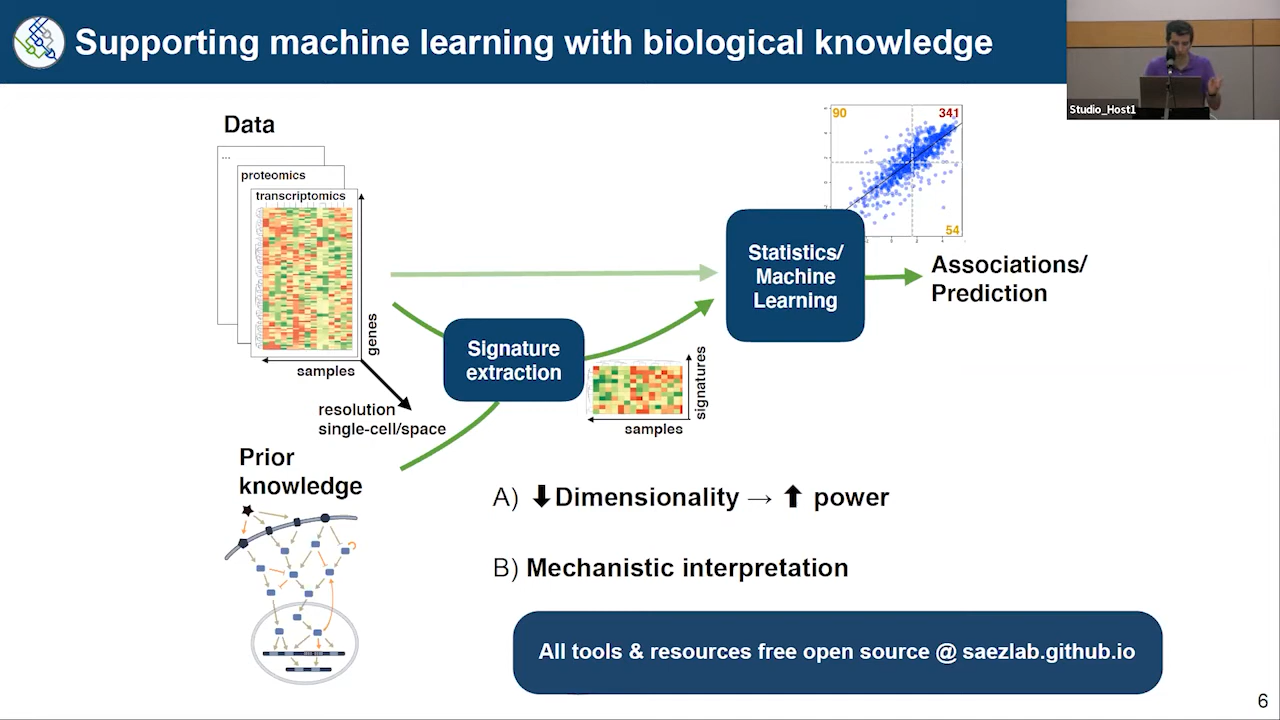 Supporting machine learning with biological knowledge
Studio_Host1
Data
...
proteomics
transcriptomics
genes
samples
resolution
single-cell/space
Prior
knowledge
Signature
extraction
signatures
samples
90
341
54
Statistics/
Machine
Learning
Associations/
Prediction
A) ⬇Dimensionality → ⬆ power
B) Mechanistic interpretation
All tools & resources free open source @ saezlab.github.io
6